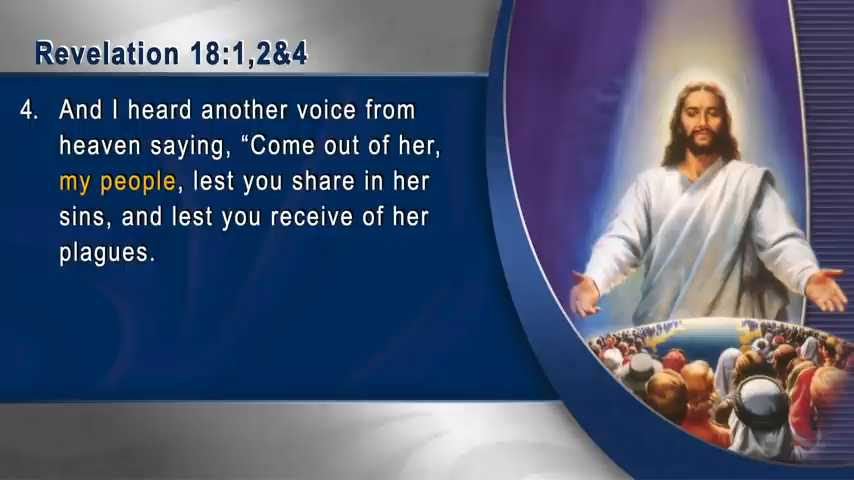 Revelation 18:1,2&4
4. And I heard another voice from
heaven saying, “Come out of her,
my people, lest you share in her
sins, and lest you receive of her
plagues.